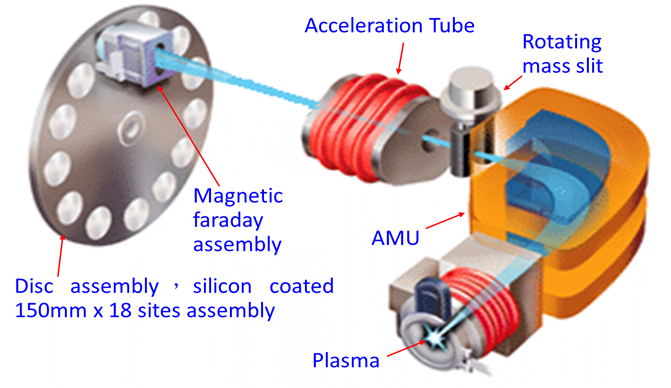 Acceleration Tube
Rotating
mass slit
Magnetic
faraday
assembly
AMU
Disc assembly，silicon coated
150mm x 18 sites assembly
Plasma